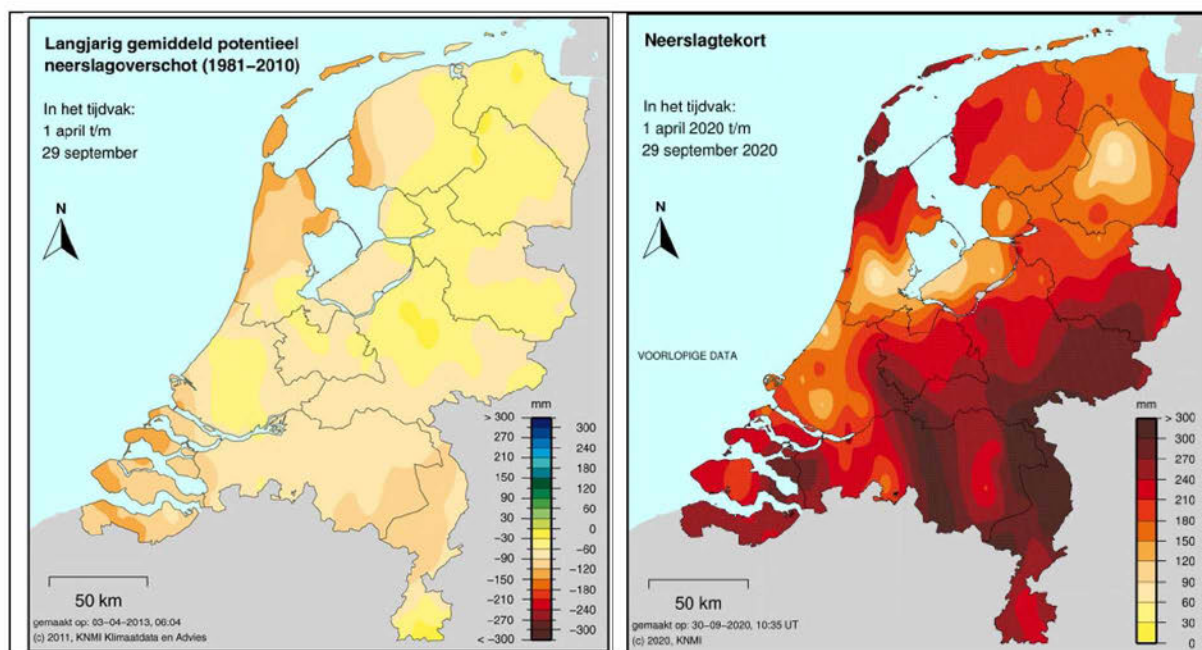 Langjarig gemiddeld potentieel
neerslagoverschot (1981–2010)
In het tijdvak:
1 april t/m
29 september
N
mm
> 300
270
210
150
90
30
–30
–90
–150
–210
–270
< –300
300
240
180
120
60
0
–60
–120
–180
–240
–300
50 km
gemaakt op: 03–04–2013, 06:04
(c) 2011, KNMI Klimaatdata en Advies
Neerslagtekort
In het tijdvak:
1 april 2020 t/m
29 september 2020
N
VOORLOPIGE DATA
mm
> 300
270
210
150
90
30
300
240
180
120
60
0
50 km
gemaakt op: 30–09–2020, 10:35 UT
(c) 2020, KNMI